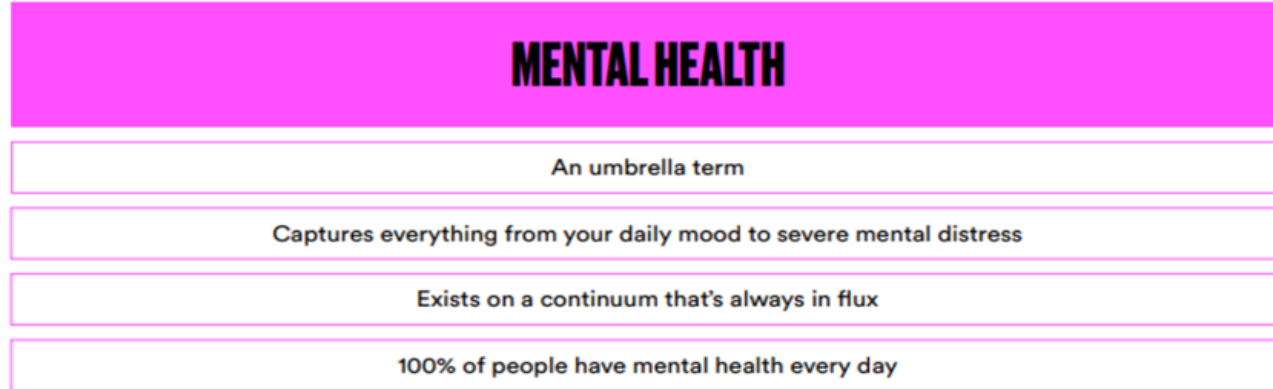 MENTAL HEALTH
An umbrella term
Captures everything from your daily mood to severe mental distress
Exists on a continuum that’s always in flux
100% of people have mental health every day